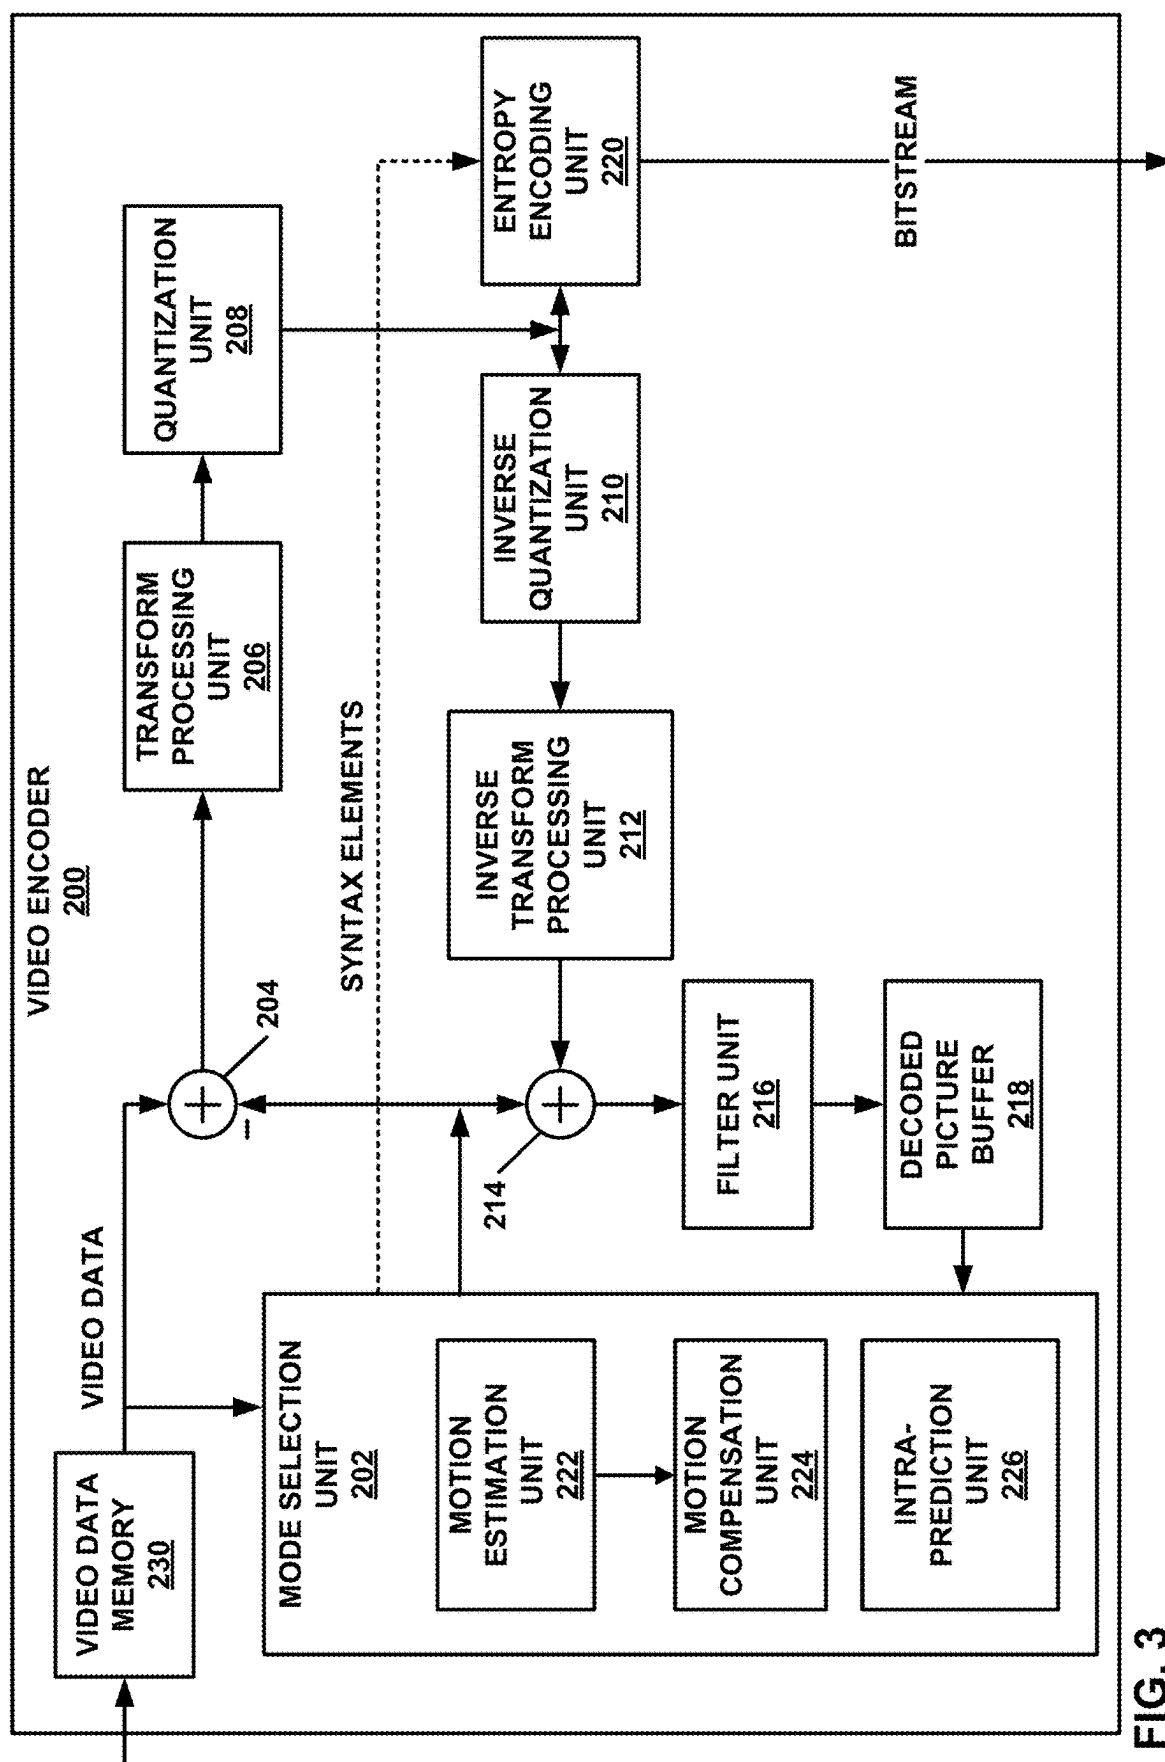 VIDEO ENCODER
200
VIDEO DATA
MEMORY
230
VIDEO DATA
204
–
TRANSFORM
PROCESSING
UNIT
206
QUANTIZATION
UNIT
208
SYNTAX ELEMENTS
MODE SELECTION
UNIT
202
MOTION
ESTIMATION
UNIT
222
MOTION
COMPENSATION
UNIT
224
INTRA-
PREDICTION
UNIT
226
214
INVERSE
TRANSFORM
PROCESSING
UNIT
212
INVERSE
QUANTIZATION
UNIT
210
ENTROPY
ENCODING
UNIT
220
FILTER UNIT
216
DECODED
PICTURE
BUFFER
218
BITSTREAM
FIG. 3